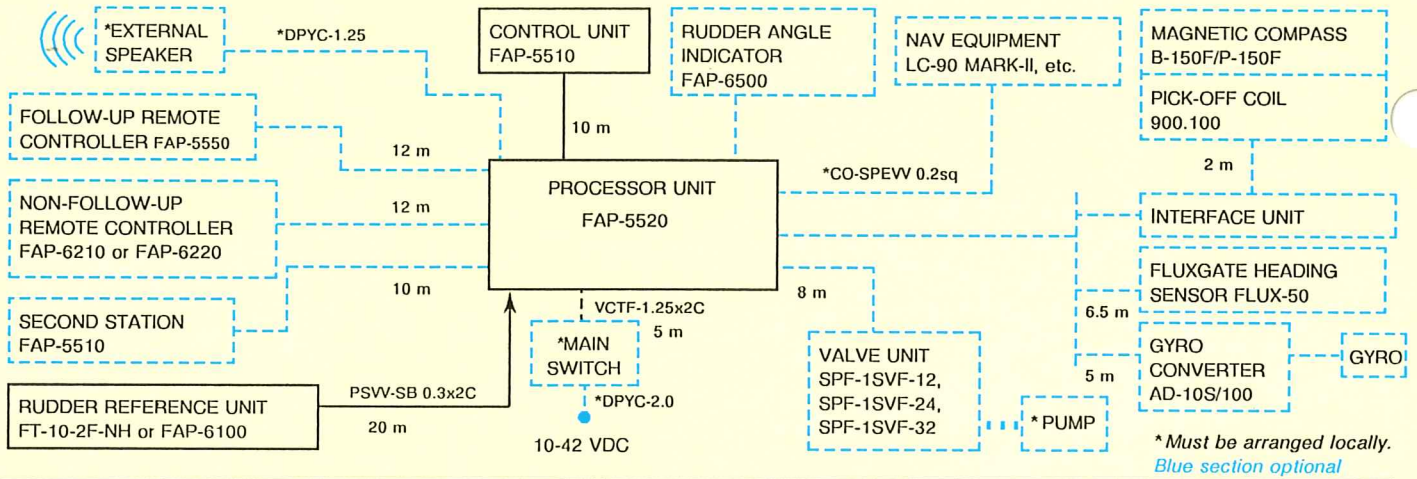 *EXTERNAL
SPEAKER
*DPYC-1.25
CONTROL UNIT
FAP-5510
RUDDER ANGLE
INDICATOR
FAP-6500
NAV EQUIPMENT
LC-90 MARK-II, etc.
MAGNETIC COMPASS
B-150F/P-150F
PICK-OFF COIL
900.100
FOLLOW-UP REMOTE
CONTROLLER FAP-5550
12 m
10 m
2 m
PROCESSOR UNIT
FAP-5520
*CO-SPEVV 0.2sq
NON-FOLLOW-UP
REMOTE CONTROLLER
FAP-6210 or FAP-6220
12 m
INTERFACE UNIT
FLUXGATE HEADING
SENSOR FLUX-50
6.5 m
SECOND STATION
FAP-5510
10 m
VCTF-1.25x2C
5 m
8 m
*MAIN
SWITCH
*DPYC-2.0
10-42 VDC
VALVE UNIT
SPF-1SVF-12,
SPF-1SVF-24,
SPF-1SVF-32
*PUMP
5 m
GYRO
CONVERTER
AD-10S/100
GYRO
RUDDER REFERENCE UNIT
FT-10-2F-NH or FAP-6100
PSVV-SB 0.3x2C
20 m
*Must be arranged locally.
Blue section optional